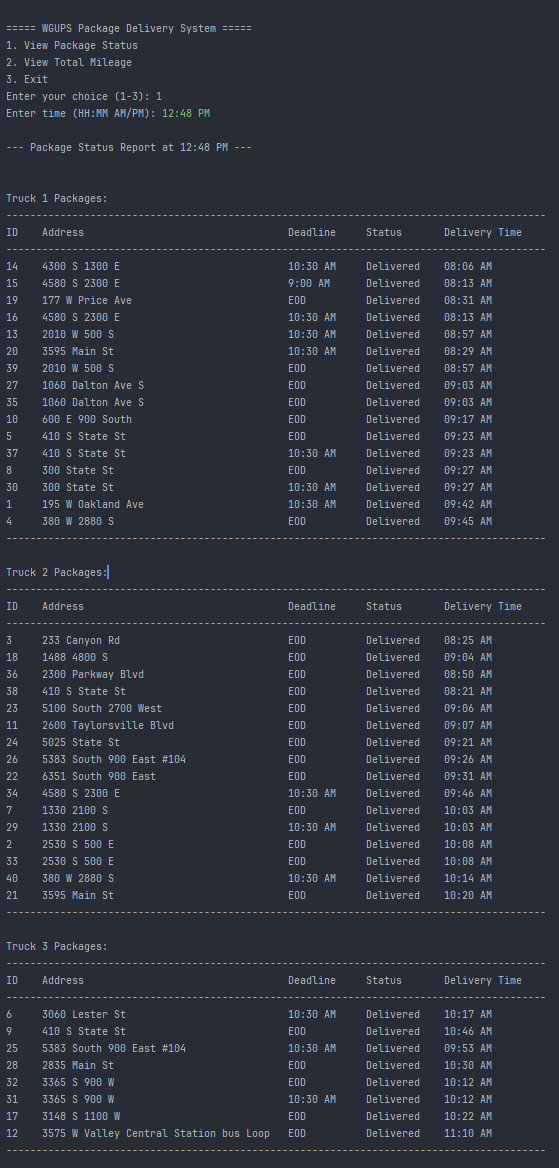 ===== WGUPS Package Delivery System =====
1. View Package Status
2. View Total Mileage
3. Exit
Enter your choice (1-3): 1
Enter time (HH:MM AM/PM): 12:48 PM
--- Package Status Report at 12:48 PM ---
Truck 1 Packages:
------------------------------------------------------------------------------------------
ID    Address                                  Deadline     Status       Delivery Time
------------------------------------------------------------------------------------------
14    4300 S 1300 E                            10:30 AM     Delivered    08:06 AM
15    4580 S 2300 E                            9:00 AM      Delivered    08:13 AM
19    177 W Price Ave                          EOD          Delivered    08:31 AM
16    4580 S 2300 E                            10:30 AM     Delivered    08:13 AM
13    2010 W 500 S                             10:30 AM     Delivered    08:57 AM
20    3595 Main St                             10:30 AM     Delivered    08:29 AM
39    2010 W 500 S                             EOD          Delivered    08:57 AM
27    1060 Dalton Ave S                        EOD          Delivered    09:03 AM
35    1060 Dalton Ave S                        EOD          Delivered    09:03 AM
10    600 E 900 South                          EOD          Delivered    09:17 AM
5     410 S State St                           EOD          Delivered    09:23 AM
37    410 S State St                           10:30 AM     Delivered    09:23 AM
8     300 State St                             EOD          Delivered    09:27 AM
30    300 State St                             10:30 AM     Delivered    09:27 AM
1     195 W Oakland Ave                        10:30 AM     Delivered    09:42 AM
4     380 W 2880 S                             EOD          Delivered    09:45 AM
------------------------------------------------------------------------------------------
Truck 2 Packages:
------------------------------------------------------------------------------------------
ID    Address                                  Deadline     Status       Delivery Time
------------------------------------------------------------------------------------------
3     233 Canyon Rd                            EOD          Delivered    08:25 AM
18    1488 4800 S                              EOD          Delivered    09:04 AM
36    2300 Parkway Blvd                        EOD          Delivered    08:50 AM
38    410 S State St                           EOD          Delivered    08:21 AM
23    5100 South 2700 West                     EOD          Delivered    09:06 AM
11    2600 Taylorsville Blvd                   EOD          Delivered    09:07 AM
24    5025 State St                            EOD          Delivered    09:21 AM
26    5383 South 900 East #104                 EOD          Delivered    09:26 AM
22    6351 South 900 East                      EOD          Delivered    09:31 AM
34    4580 S 2300 E                            10:30 AM     Delivered    09:46 AM
7     1330 2100 S                              EOD          Delivered    10:03 AM
29    1330 2100 S                              10:30 AM     Delivered    10:03 AM
2     2530 S 500 E                             EOD          Delivered    10:08 AM
33    2530 S 500 E                             EOD          Delivered    10:08 AM
40    380 W 2880 S                             10:30 AM     Delivered    10:14 AM
21    3595 Main St                             EOD          Delivered    10:20 AM
------------------------------------------------------------------------------------------
Truck 3 Packages:
------------------------------------------------------------------------------------------
ID    Address                                  Deadline     Status       Delivery Time
------------------------------------------------------------------------------------------
6     3060 Lester St                           10:30 AM     Delivered    10:17 AM
9     410 S State St                           EOD          Delivered    10:46 AM
25    5383 South 900 East #104                 10:30 AM     Delivered    09:53 AM
28    2835 Main St                             EOD          Delivered    10:30 AM
32    3365 S 900 W                             EOD          Delivered    10:12 AM
31    3365 S 900 W                             10:30 AM     Delivered    10:12 AM
17    3148 S 1100 W                            EOD          Delivered    10:22 AM
12    3575 W Valley Central Station bus Loop   EOD          Delivered    11:10 AM
------------------------------------------------------------------------------------------